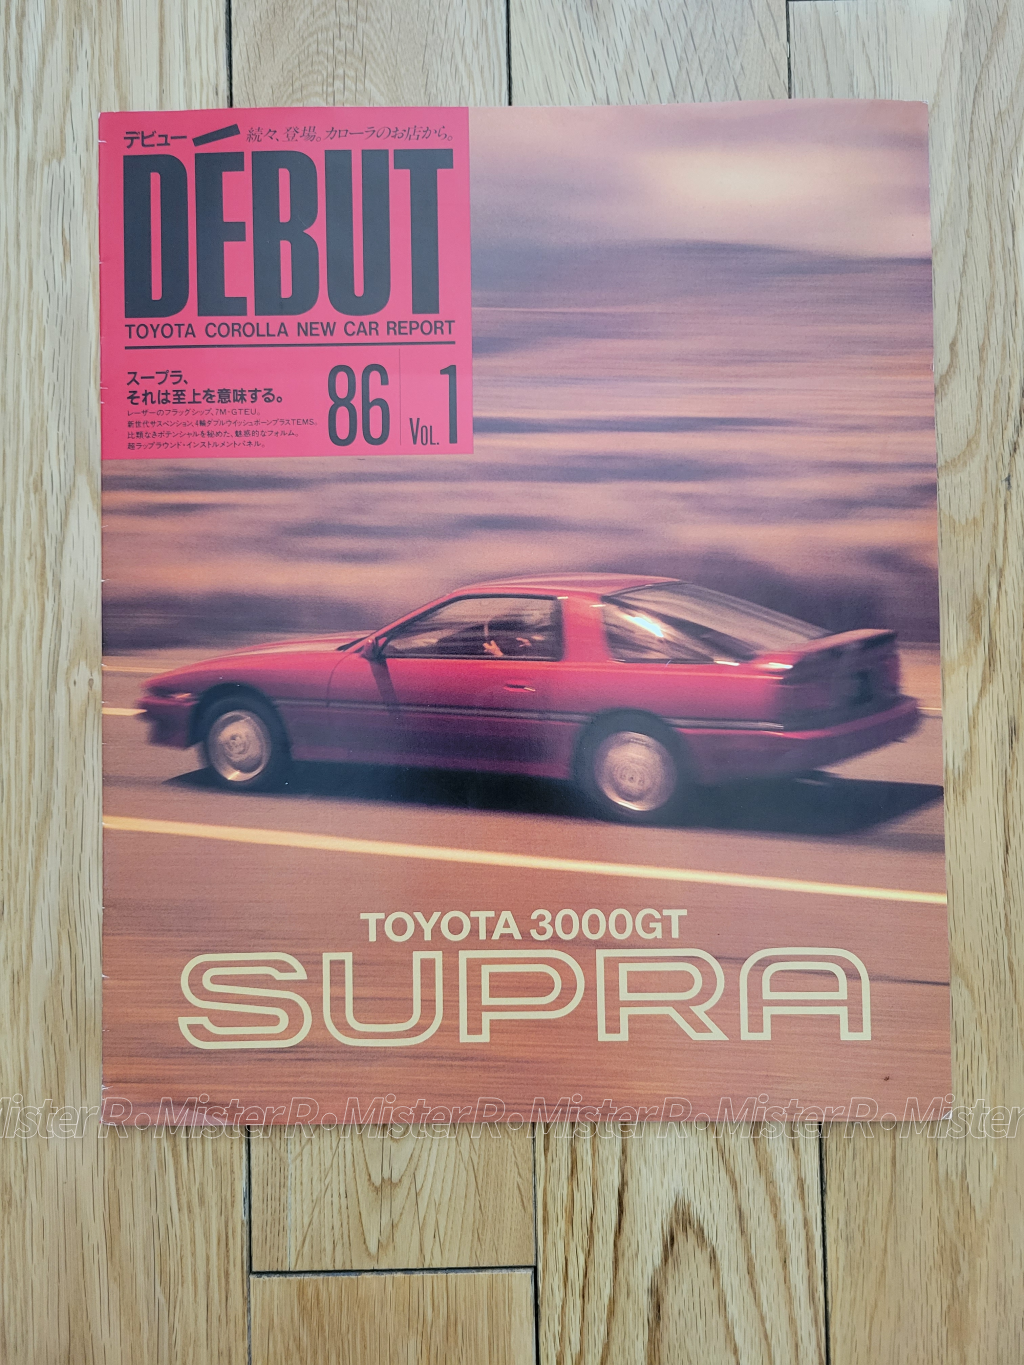 デビュー 続々、登場。カローラのお店から。
DÉBUT
TOYOTA COROLLA NEW CAR REPORT
スープラ、
それは至上を意味する。
レーザーのフラッグシップ、7M-GTEU。
新世代サスペンション、4輪ダブルウイッシュボーンプラスTEMS。
比類なきポテンシャルを秘めた、魅惑的なフォルム。
超ラップラウンド・インストルメントパネル。
86 VOL.1
TOYOTA 3000GT
SUPRA
MisterR•MisterR•MisterR•MisterR•MisterR•Mister